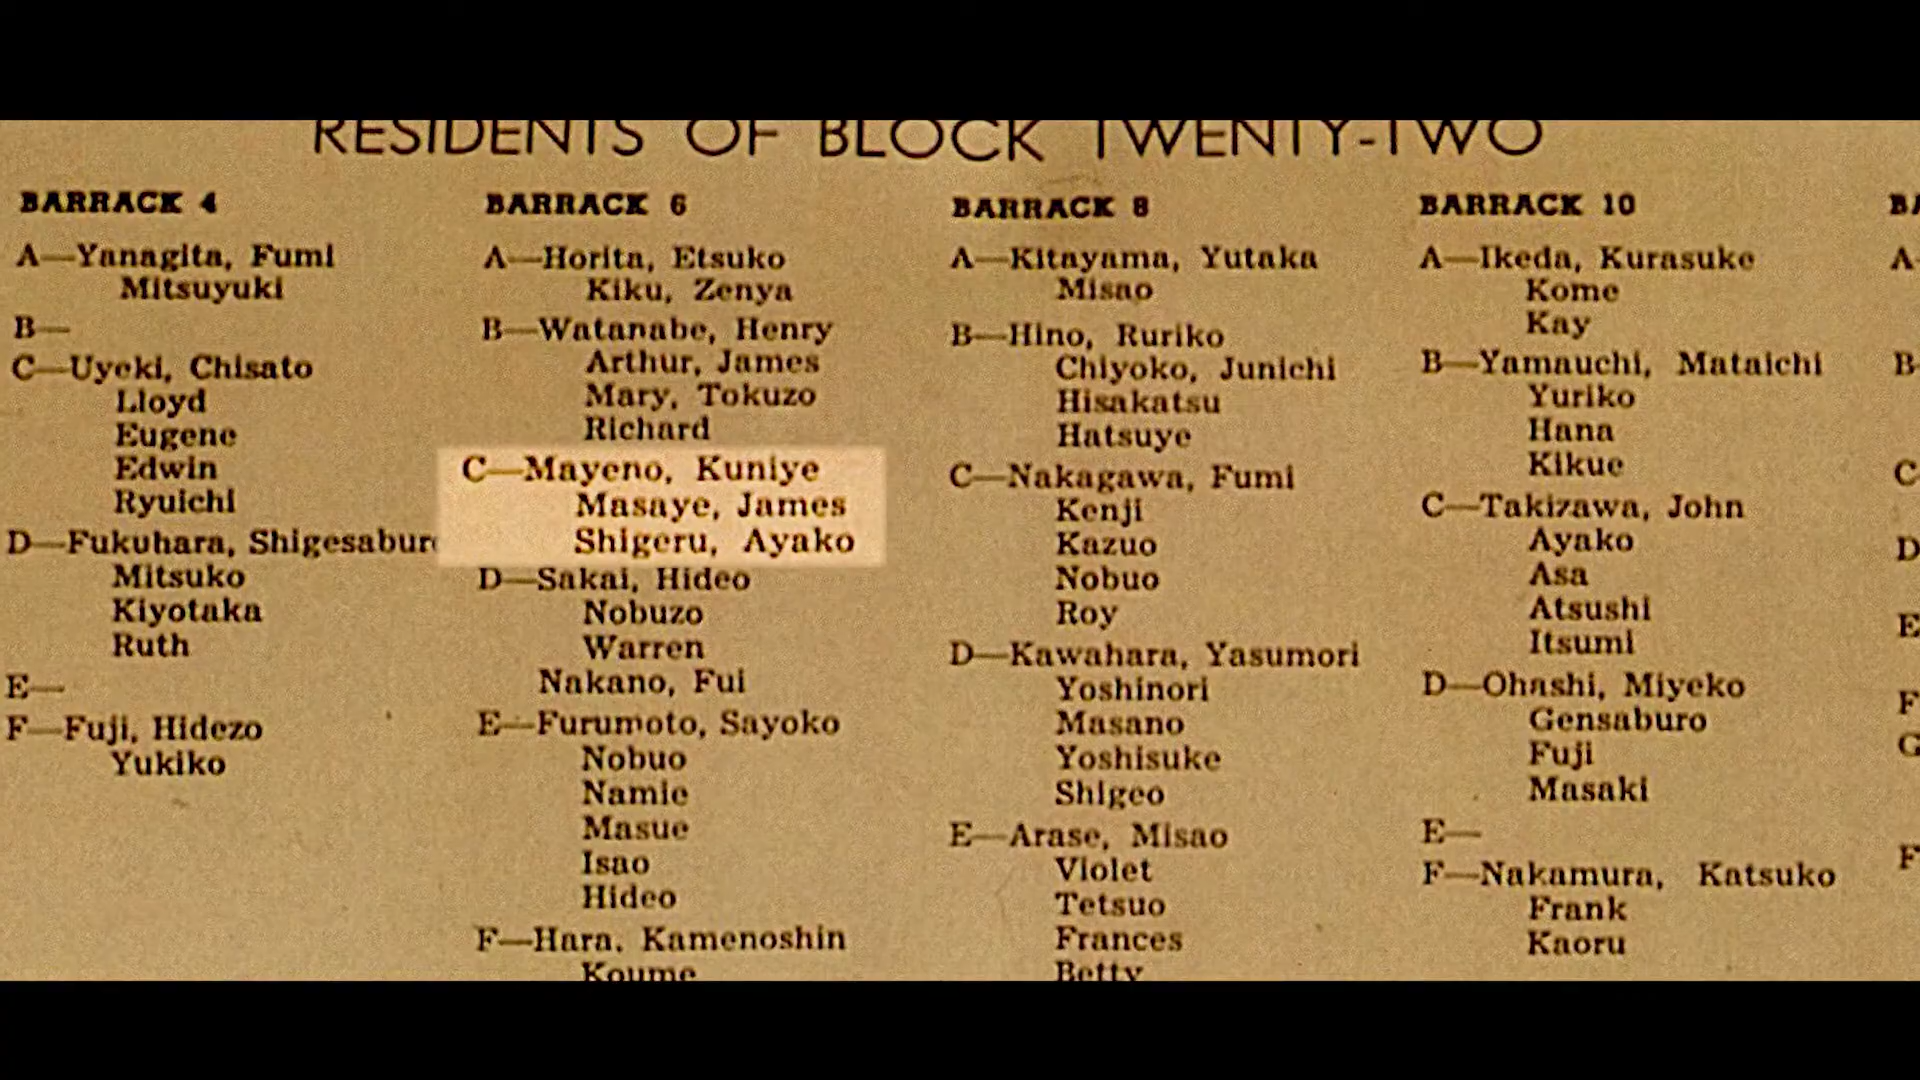 RESIDENTS OF BLOCK TWENTY-TWO
BARRACK 4
A—Yanagita, Fumi
Mitsuyuki
B—
C—Uyeki, Chisato
Lloyd
Eugene
Edwin
Ryuichi
D—Fukuhara, Shigesaburo
Mitsuko
Kiyotaka
Ruth
E—
F—Fuji, Hidezo
Yukiko
BARRACK 6
A—Horita, Etsuko
Kiku, Zenya
B—Watanabe, Henry
Arthur, James
Mary, Tokuzo
Richard
C—Mayeno, Kuniye
Masaye, James
Shigeru, Ayako
D—Sakai, Hideo
Nobuzo
Warren
Nakano, Fui
E—Furumoto, Sayoko
Nobuo
Namie
Masue
Isao
Hideo
F—Hara, Kamenoshin
Koume
BARRACK 8
A—Kitayama, Yutaka
Misao
B—Hino, Ruriko
Chiyoko, Junichi
Hisakatsu
Hatsuye
C—Nakagawa, Fumi
Kenji
Kazuo
Nobuo
Roy
D—Kawahara, Yasumori
Yoshinori
Masano
Yoshisuke
Shigeo
E—Arase, Misao
Violet
Tetsuo
Frances
Betty
BARRACK 10
A—Ikeda, Kurasuke
Kome
Kay
B—Yamauchi, Mataichi
Yuriko
Hana
Kikue
C—Takizawa, John
Ayako
Asa
Atsushi
Itsumi
D—Ohashi, Miyeko
Gensaburo
Fuji
Masaki
E—
F—Nakamura, Katsuko
Frank
Kaoru
BA
A-
B-
C-
D
E
F
G
F